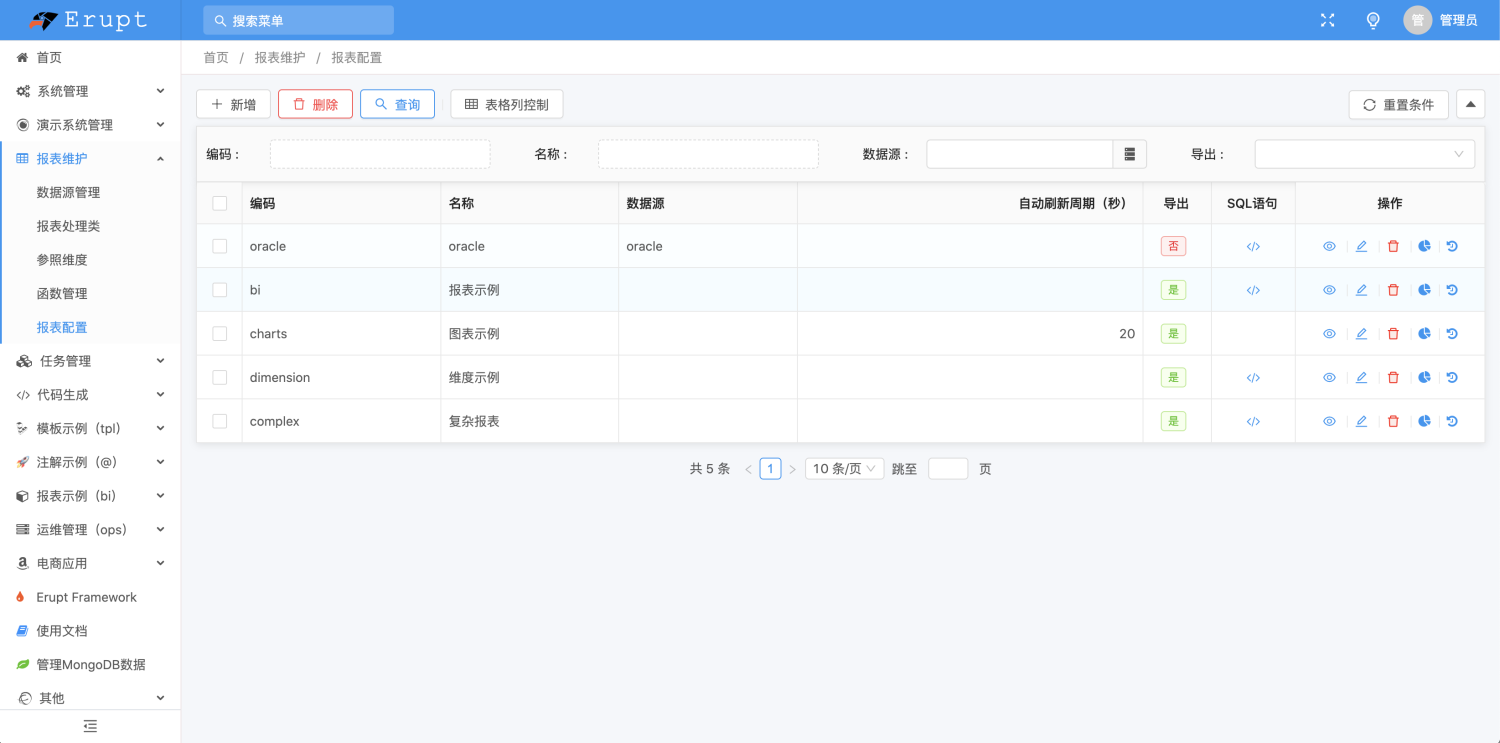 Erupt
搜索菜单
管
管理员
首页
系统管理
演示系统管理
报表维护
数据源管理
报表处理类
参照维度
函数管理
报表配置
任务管理
代码生成
模板示例（tpl）
注解示例（@）
报表示例（bi）
运维管理（ops）
电商应用
Erupt Framework
使用文档
管理MongoDB数据
其他
首页 / 报表维护 / 报表配置
新增 删除 查询 表格列控制 重置条件
编码： 名称： 数据源： 导出：
编码 名称 数据源 自动刷新周期（秒） 导出 SQL语句 操作
oracle oracle oracle 否
bi 报表示例 是
charts 图表示例 20 是
dimension 维度示例 是
complex 复杂报表 是
共 5 条 < 1 > 10 条/页 跳至 页